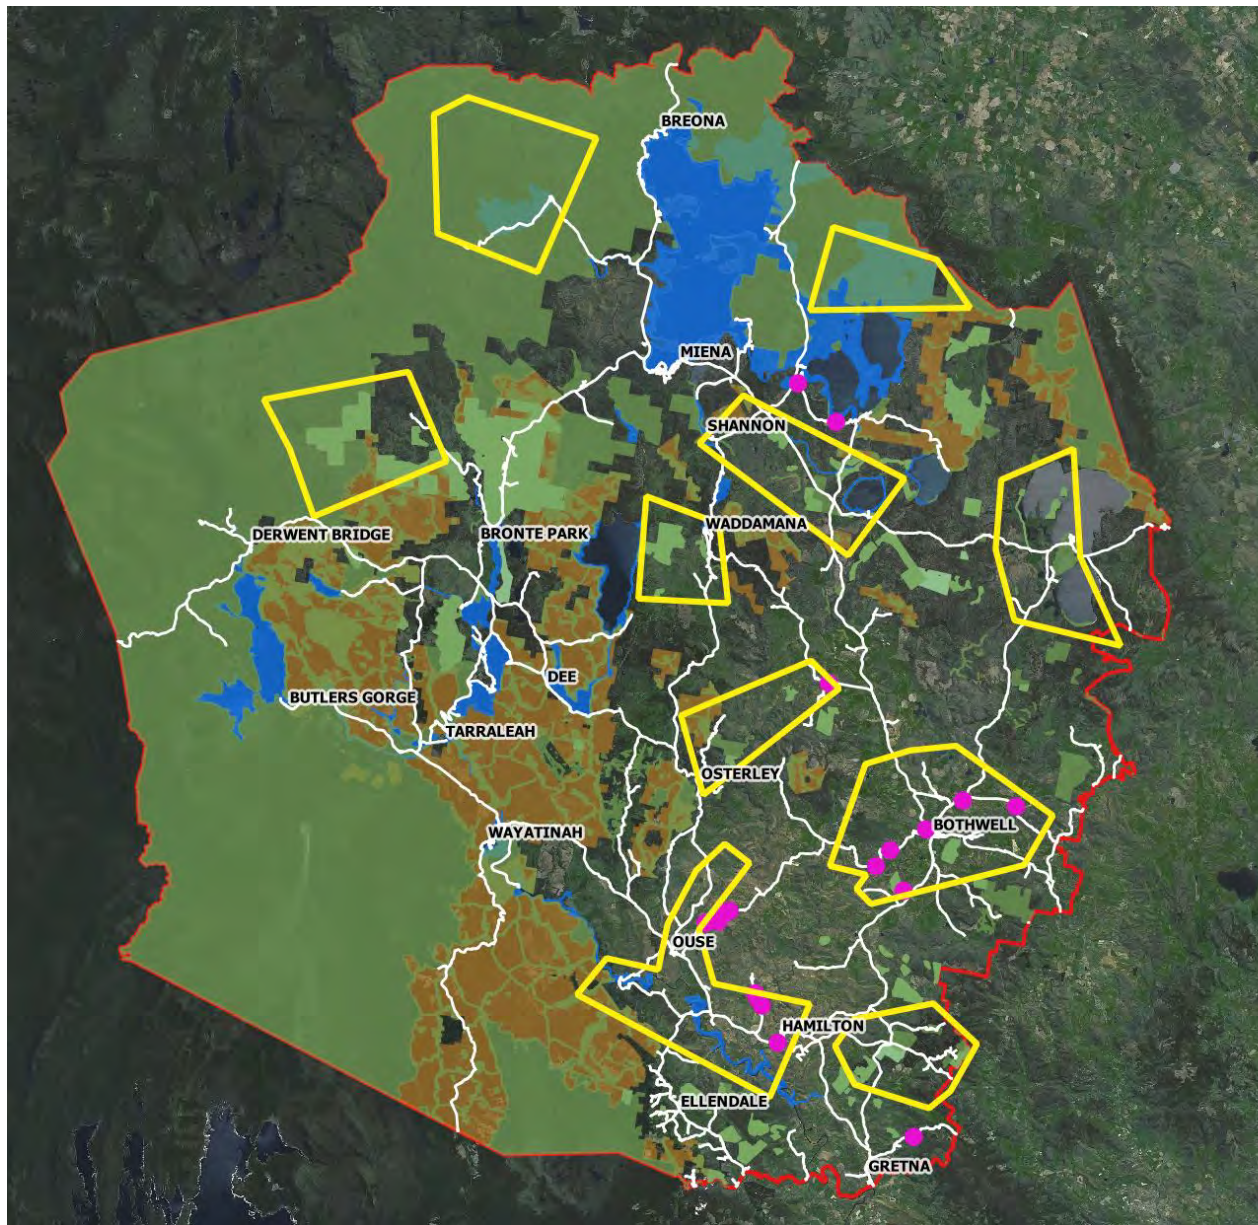 BREONA
MIENA
SHANNON
WADDAMANA
DERWENT BRIDGE
BRONTE PARK
DEE
BUTLERS GORGE
TARRALEAH
OSTERLEY
WAYATINAH
BOTHWELL
OUSE
HAMILTON
ELLENDALE
GRETNA